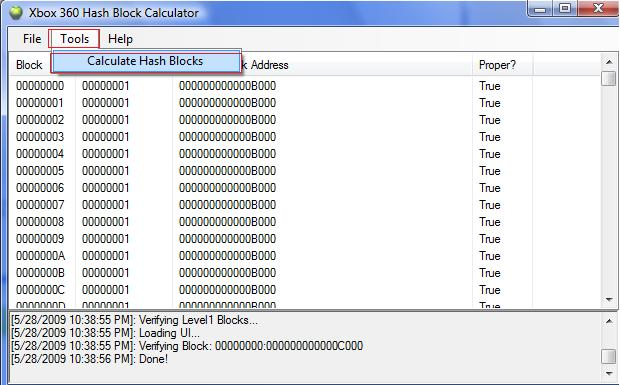 Xbox 360 Hash Block Calculator
File Tools Help
Calculate Hash Blocks
Block Address Proper?
00000000 00000001 000000000000B000 True
00000001 00000001 000000000000B000 True
00000002 00000001 000000000000B000 True
00000003 00000001 000000000000B000 True
00000004 00000001 000000000000B000 True
00000005 00000001 000000000000B000 True
00000006 00000001 000000000000B000 True
00000007 00000001 000000000000B000 True
00000008 00000001 000000000000B000 True
00000009 00000001 000000000000B000 True
0000000A 00000001 000000000000B000 True
0000000B 00000001 000000000000B000 True
0000000C 00000001 000000000000B000 True
0000000D 00000001 000000000000B000 True
[5/28/2009 10:38:55 PM]: Verifying Level1 Blocks...
[5/28/2009 10:38:55 PM]: Loading UI...
[5/28/2009 10:38:55 PM]: Verifying Block: 00000000:000000000000C000
[5/28/2009 10:38:56 PM]: Done!